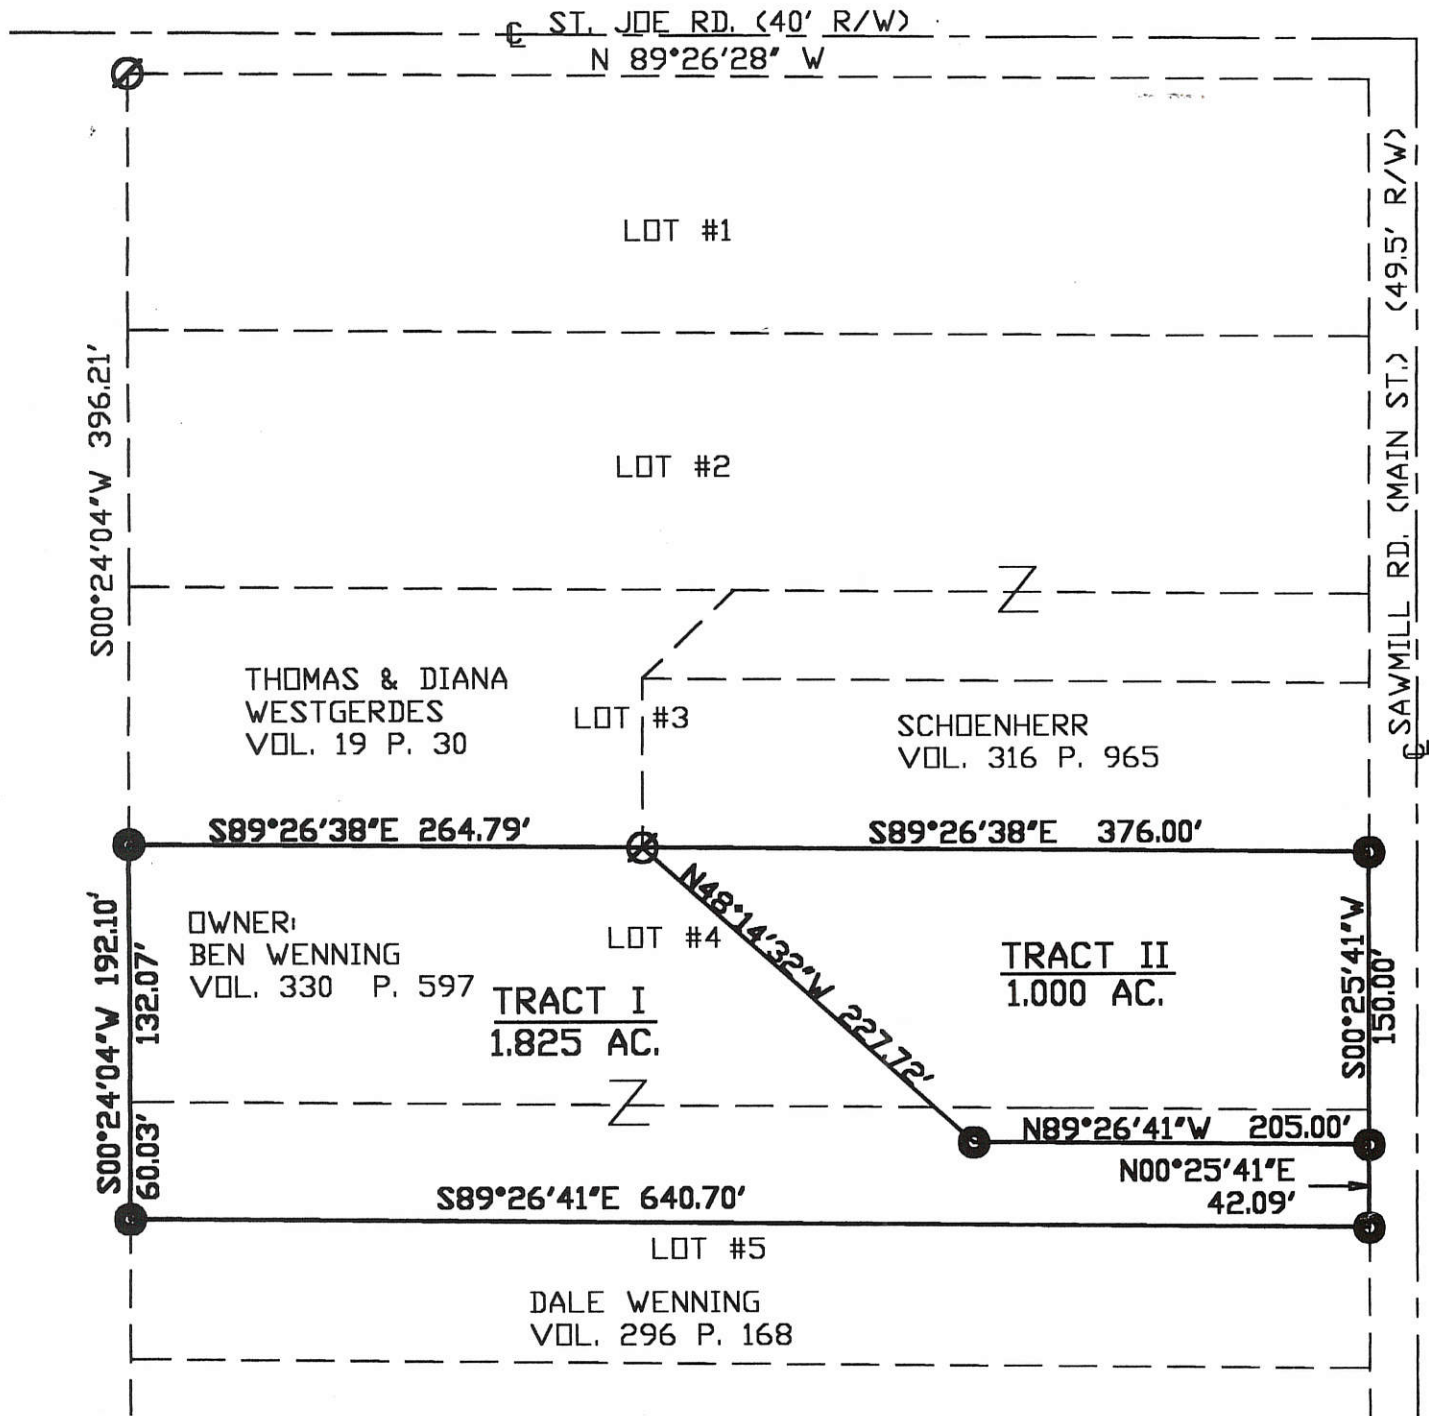 ℄ ST. JOE RD. (40' R/W)
N 89°26'28" W
LOT #1
SAWMILL RD. (MAIN ST.) (49.5' R/W)
℄
S00°24'04"W 396.21'
LOT #2
THOMAS & DIANA
WESTGERDES
VOL. 19 P. 30
LOT #3
SCHOENHERR
VOL. 316 P. 965
S89°26'38"E 264.79'
S89°26'38"E 376.00'
S00°24'04"W 192.10'
132.07'
60.03'
OWNER:
BEN WENNING
VOL. 330 P. 597
LOT #4
N48°14'32"W 227.72'
TRACT I
1.825 AC.
TRACT II
1.000 AC.
S00°25'41"W
150.00'
N89°26'41"W 205.00'
N00°25'41"E
42.09'
S89°26'41"E 640.70'
LOT #5
DALE WENNING
VOL. 296 P. 168